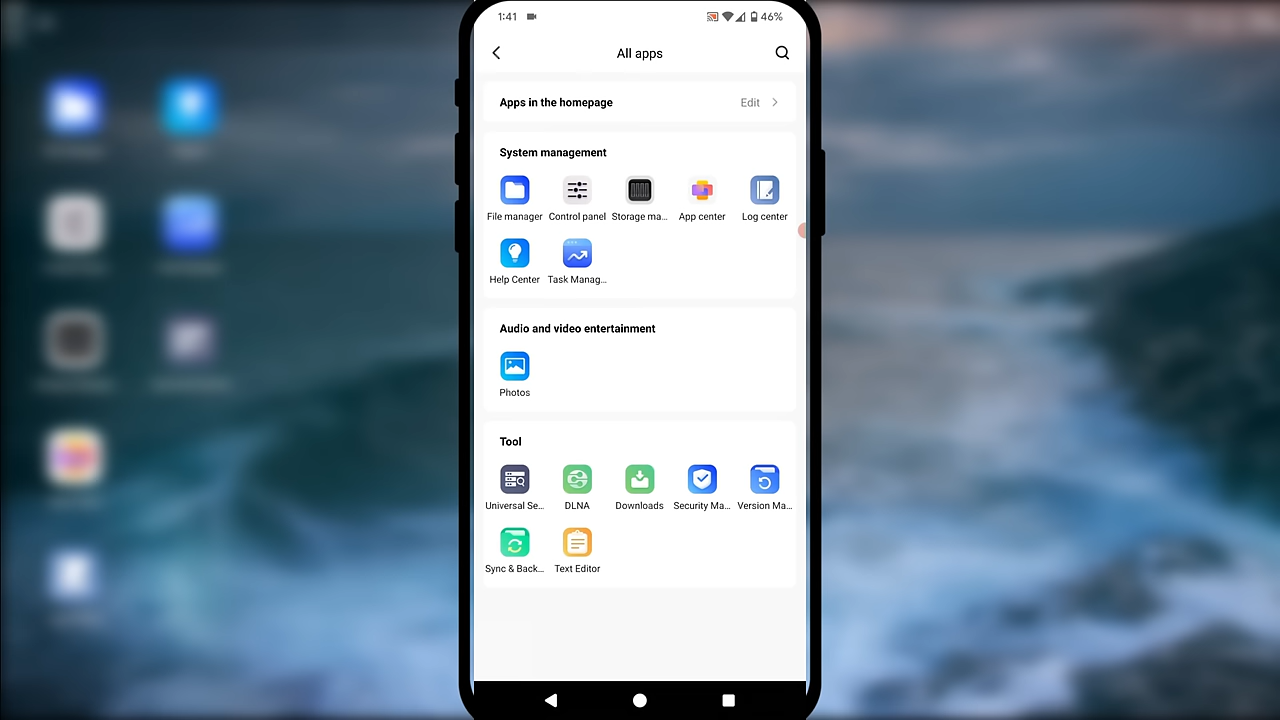 1:41 46%
All apps
Apps in the homepage Edit
System management
File manager Control panel Storage ma... App center Log center
Help Center Task Manag...
Audio and video entertainment
Photos
Tool
Universal Se... DLNA Downloads Security Ma... Version Ma...
Sync & Back... Text Editor